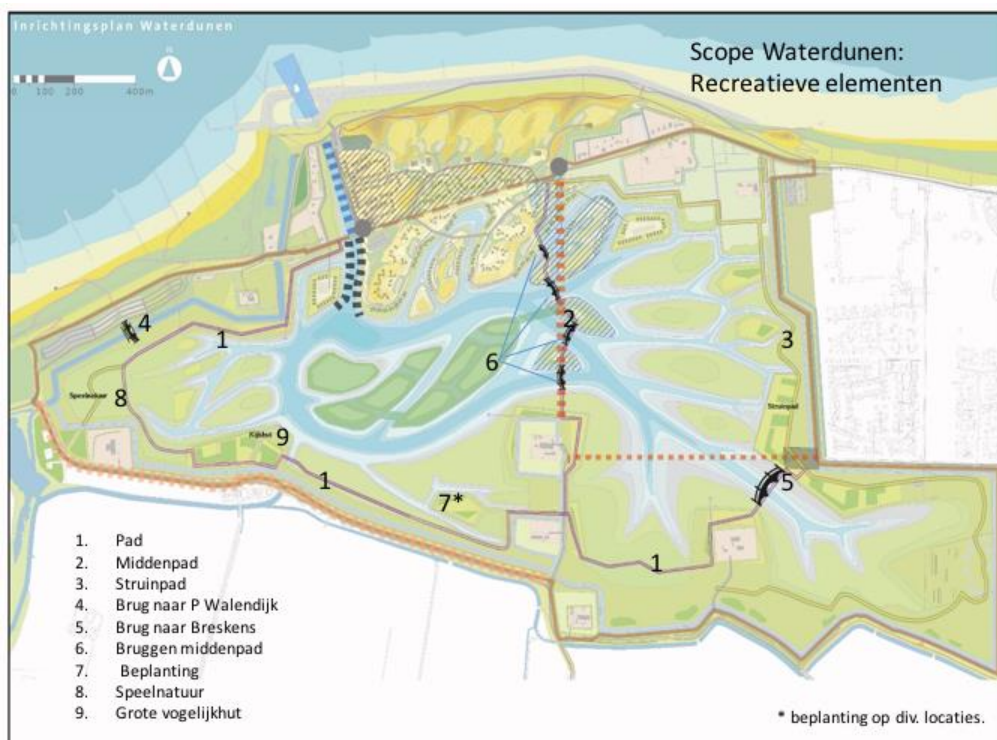 Inrichtingsplan Waterdunen
N
0 100 200 400m
Scope Waterdunen:
Recreatieve elementen
4
1
2
3
6
8
Speelnatuur
Struinpad
Kijkhut
9
1
5
7*
1
1. Pad
2. Middenpad
3. Struinpad
4. Brug naar P Walendijk
5. Brug naar Breskens
6. Bruggen middenpad
7. Beplanting
8. Speelnatuur
9. Grote vogelijkhut
* beplanting op div. locaties.